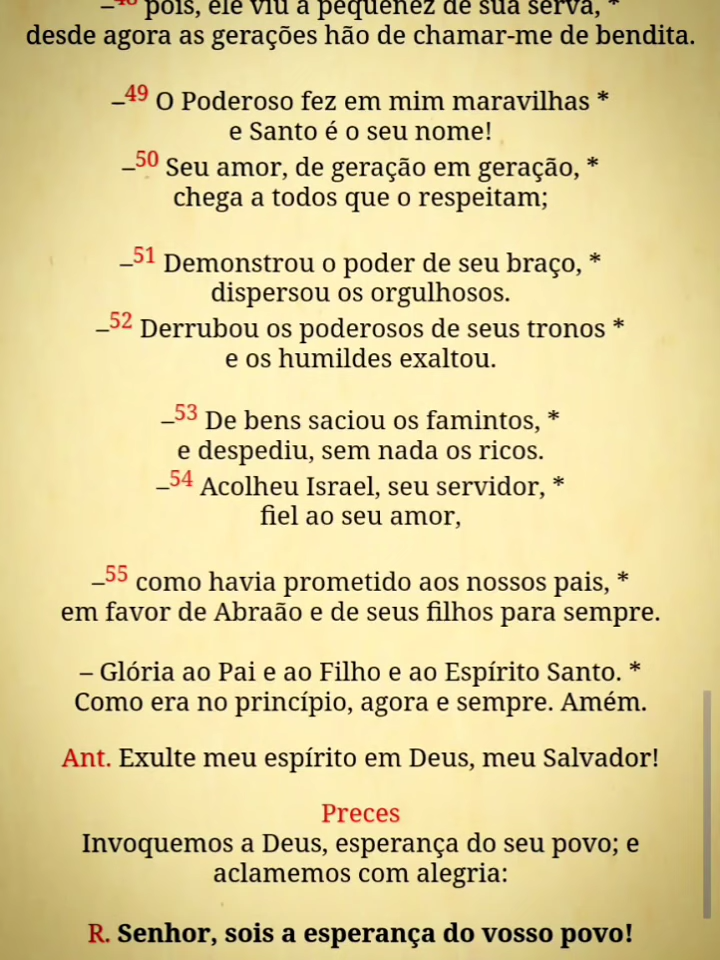 –48 pois, ele viu a pequenez de sua serva, *
desde agora as gerações hão de chamar-me de bendita.
–49 O Poderoso fez em mim maravilhas *
e Santo é o seu nome!
–50 Seu amor, de geração em geração, *
chega a todos que o respeitam;
–51 Demonstrou o poder de seu braço, *
dispersou os orgulhosos.
–52 Derrubou os poderosos de seus tronos *
e os humildes exaltou.
–53 De bens saciou os famintos, *
e despediu, sem nada os ricos.
–54 Acolheu Israel, seu servidor, *
fiel ao seu amor,
–55 como havia prometido aos nossos pais, *
em favor de Abraão e de seus filhos para sempre.
– Glória ao Pai e ao Filho e ao Espírito Santo. *
Como era no princípio, agora e sempre. Amém.
Ant. Exulte meu espírito em Deus, meu Salvador!
Preces
Invoquemos a Deus, esperança do seu povo; e
aclamemos com alegria:
R. Senhor, sois a esperança do vosso povo!